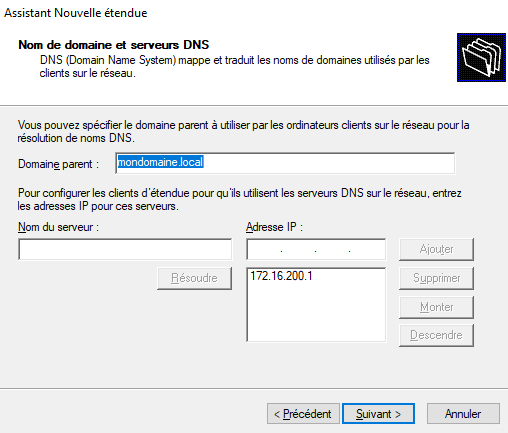 Assistant Nouvelle étendue
Nom de domaine et serveurs DNS
DNS (Domain Name System) mappe et traduit les noms de domaines utilisés par les
clients sur le réseau.
Vous pouvez spécifier le domaine parent à utiliser par les ordinateurs clients sur le réseau pour la
résolution de noms DNS.
Domaine parent : mondomaine.local
Pour configurer les clients d'étendue pour qu'ils utilisent les serveurs DNS sur le réseau, entrez
les adresses IP pour ces serveurs.
Nom du serveur : Adresse IP :
. . . Ajouter
Résoudre 172.16.200.1 Supprimer
Monter
Descendre
< Précédent Suivant > Annuler